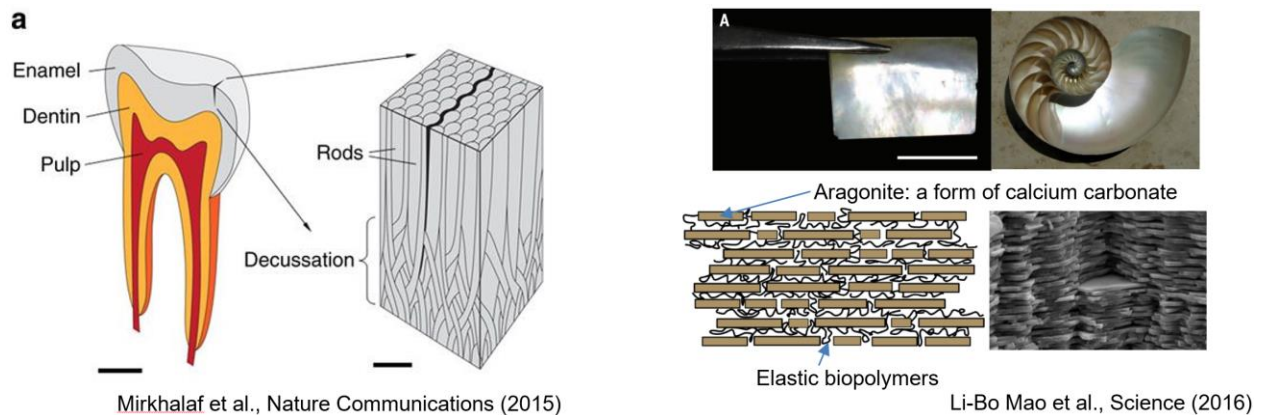 a
Enamel
Dentin
Pulp
Rods
Decussation
Mirkhalaf et al., Nature Communications (2015)
A
Aragonite: a form of calcium carbonate
Elastic biopolymers
Li-Bo Mao et al., Science (2016)